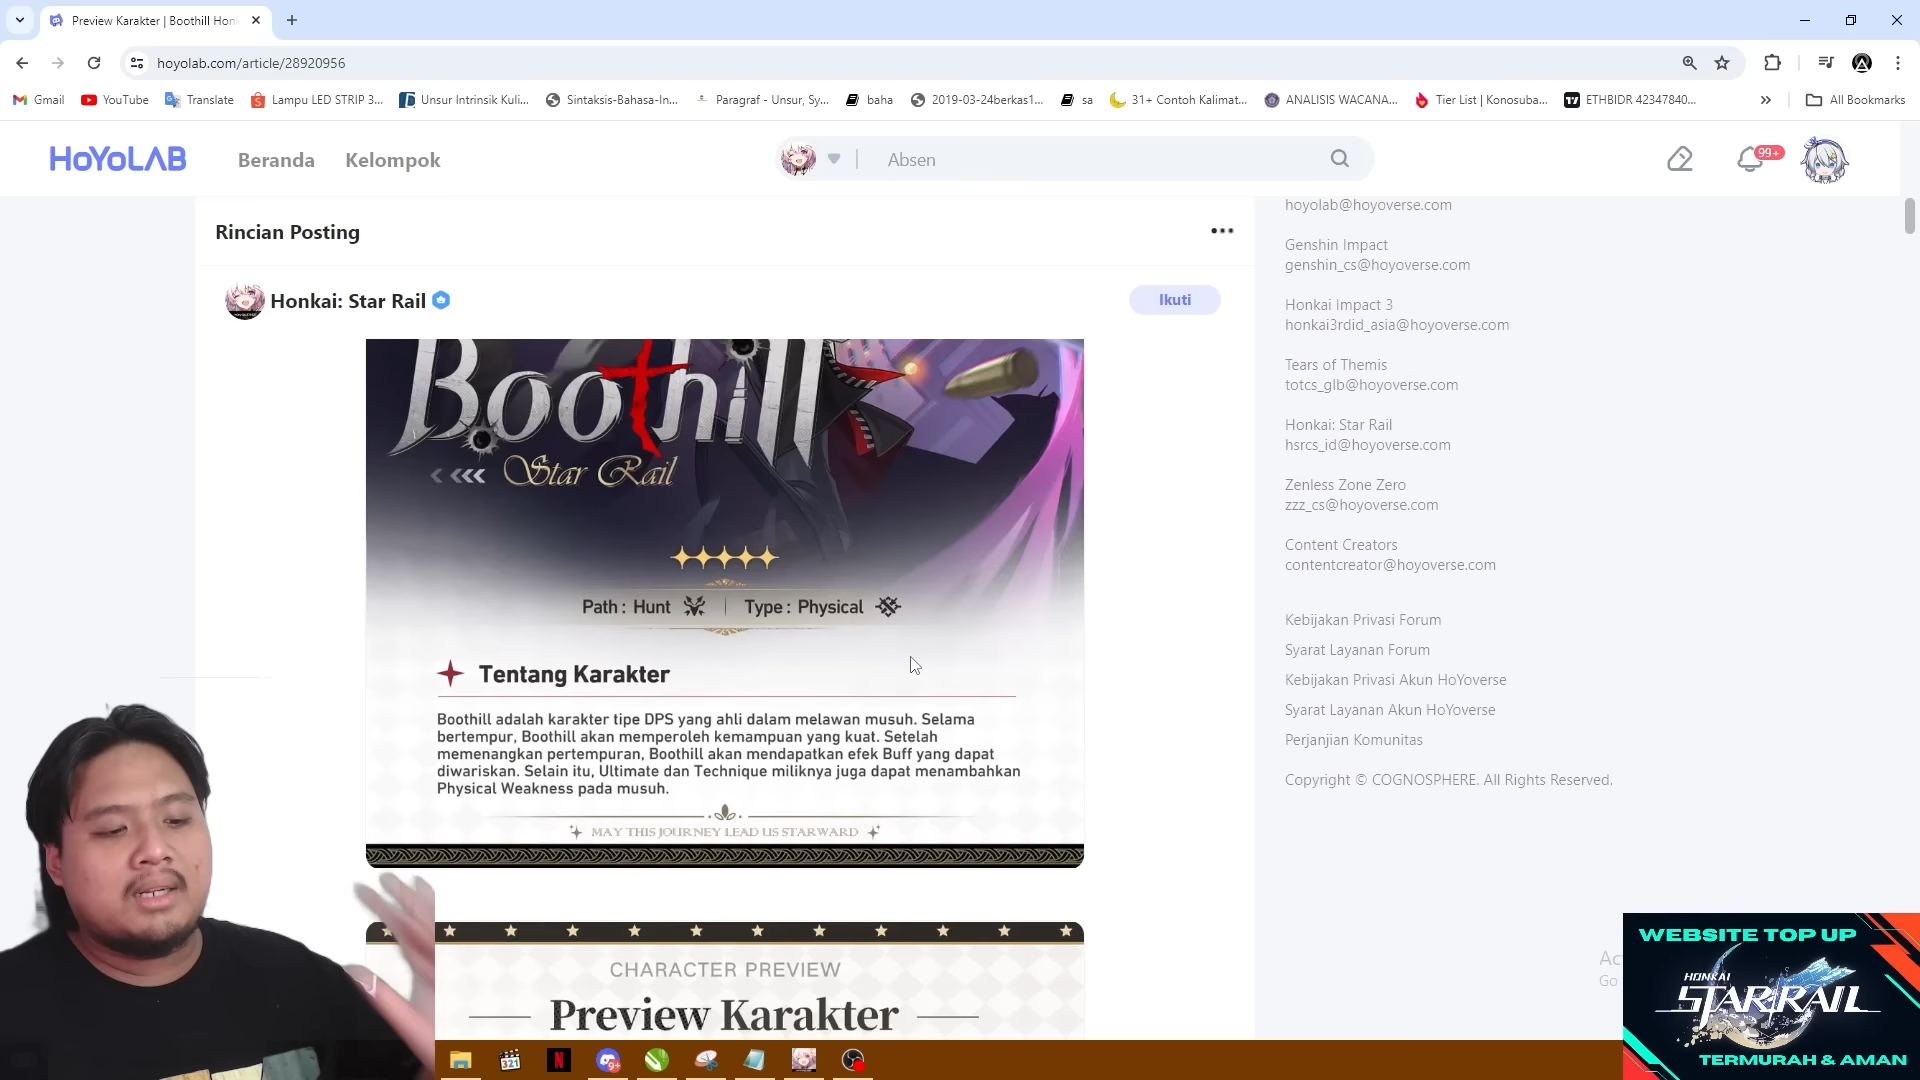 Preview Karakter | Boothill Hon
hoyolab.com/article/28920956
Gmail
YouTube
Translate
Lampu LED STRIP 3...
Unsur Intrinsik Kuli...
Sintaksis-Bahasa-In...
Paragraf - Unsur, Sy...
baha
2019-03-24berkas1...
sa
31+ Contoh Kalimat...
ANALISIS WACANA...
Tier List | Konosuba...
ETHBIDR 42347840...
All Bookmarks
HoYoLAB
Beranda
Kelompok
Absen
99+
Rincian Posting
Honkai: Star Rail
Ikuti
Boothill
Star Rail
Path : Hunt
Type : Physical
Tentang Karakter
Boothill adalah karakter tipe DPS yang ahli dalam melawan musuh. Selama
bertempur, Boothill akan memperoleh kemampuan yang kuat. Setelah
memenangkan pertempuran, Boothill akan mendapatkan efek Buff yang dapat
diwariskan. Selain itu, Ultimate dan Technique miliknya juga dapat menambahkan
Physical Weakness pada musuh.
MAY THIS JOURNEY LEAD US STARWARD
CHARACTER PREVIEW
Preview Karakter
hoyolab@hoyoverse.com
Genshin Impact
genshin_cs@hoyoverse.com
Honkai Impact 3
honkai3rdid_asia@hoyoverse.com
Tears of Themis
totcs_glb@hoyoverse.com
Honkai: Star Rail
hsrcs_id@hoyoverse.com
Zenless Zone Zero
zzz_cs@hoyoverse.com
Content Creators
contentcreator@hoyoverse.com
Kebijakan Privasi Forum
Syarat Layanan Forum
Kebijakan Privasi Akun HoYoverse
Syarat Layanan Akun HoYoverse
Perjanjian Komunitas
Copyright © COGNOSPHERE. All Rights Reserved.
Go
WEBSITE TOP UP
HONKAI
STAR RAIL
TERMURAH & AMAN
321
N
9+